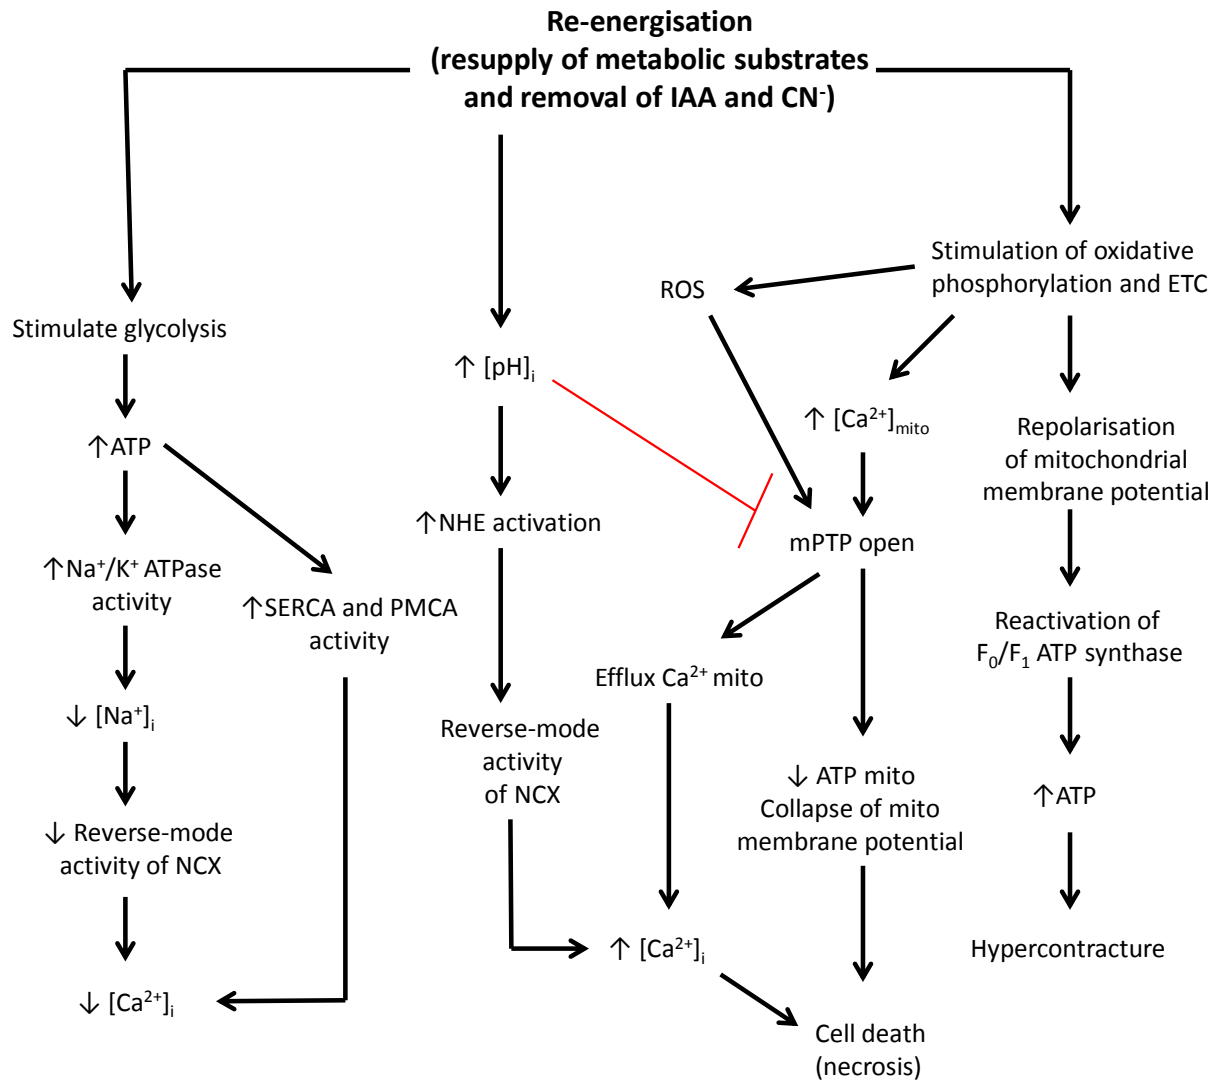 Re-energisation
(resupply of metabolic substrates
and removal of IAA and CN⁻)
Stimulate glycolysis
↑ATP
↑Na⁺/K⁺ ATPase
activity
↑SERCA and PMCA
activity
↓ [Na⁺]ᵢ
↓ Reverse-mode
activity of NCX
↓ [Ca²⁺]ᵢ
↑ [pH]ᵢ
↑NHE activation
Reverse-mode
activity
of NCX
↑ [Ca²⁺]ᵢ
ROS
↑ [Ca²⁺]mito
mPTP open
Efflux Ca²⁺ mito
↓ ATP mito
Collapse of mito
membrane potential
Cell death
(necrosis)
Stimulation of oxidative
phosphorylation and ETC
Repolarisation
of mitochondrial
membrane potential
Reactivation of
F₀/F₁ ATP synthase
↑ATP
Hypercontracture